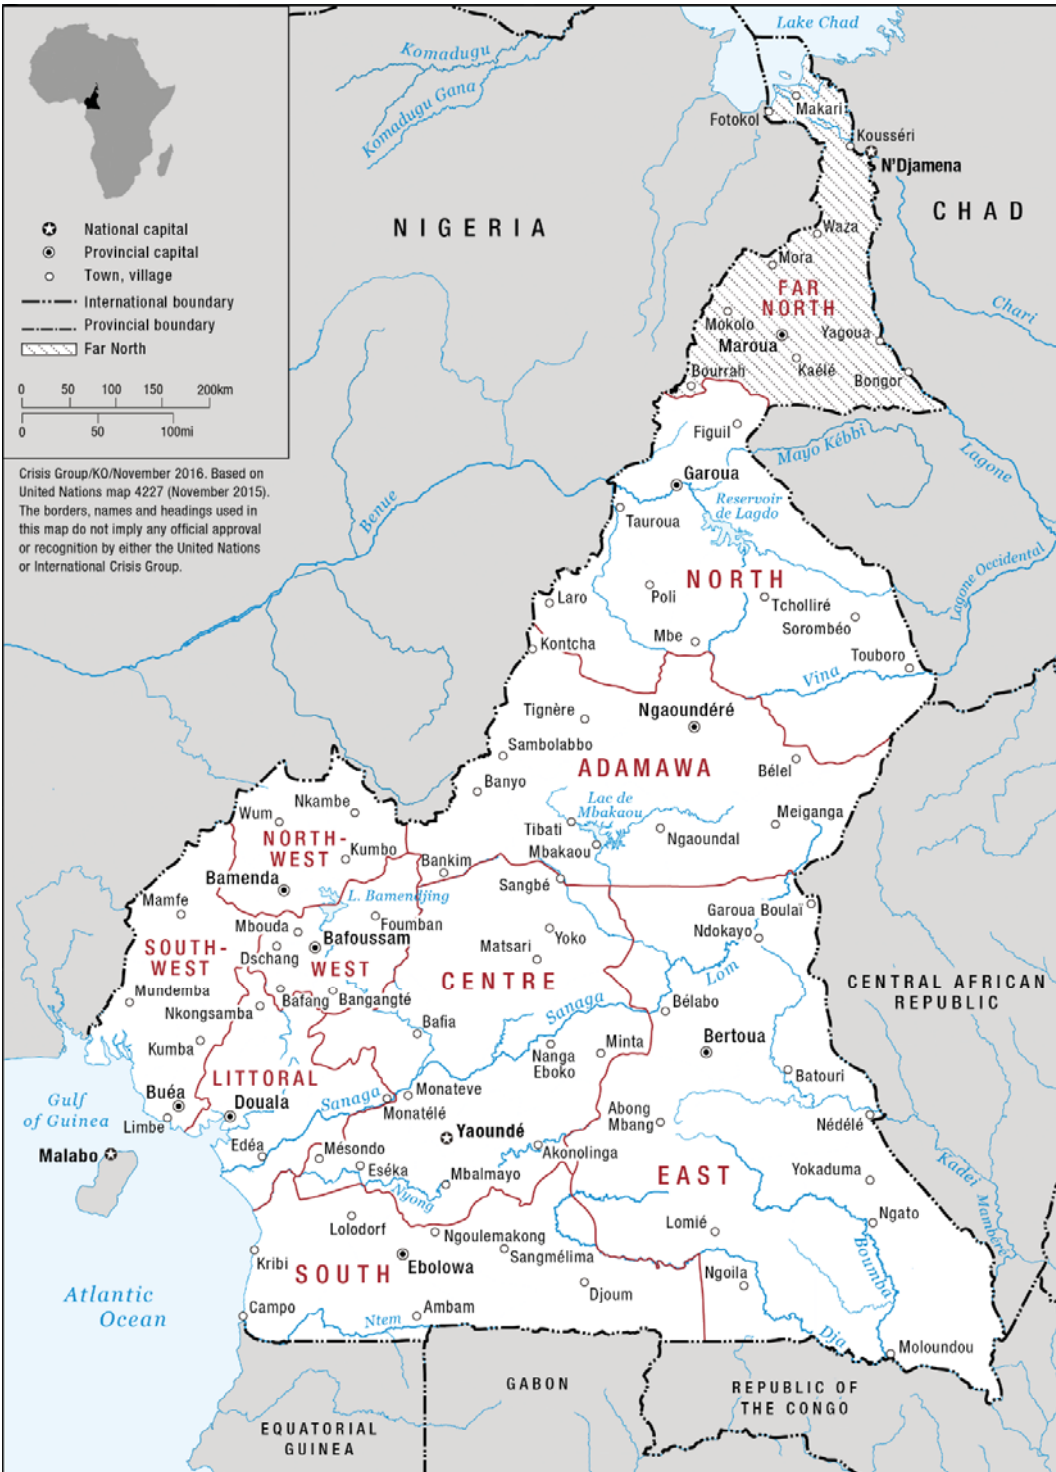 Lake Chad
Komadugu
Komadugu Gana
Makari
Fotokol
Kousséri
N'Djamena
CHAD
NIGERIA
National capital
Provincial capital
Town, village
International boundary
Provincial boundary
Far North
0 50 100 150 200km
0 50 100mi
Crisis Group/KO/November 2016. Based on
United Nations map 4227 (November 2015).
The borders, names and headings used in
this map do not imply any official approval
or recognition by either the United Nations
or International Crisis Group.
Waza
Mora
FAR
NORTH
Chari
Mokolo
Maroua
Yagoua
Bourrah
Kaélé
Bongor
Figuil
Mayo Kébbi
Lagone
Garoua
Benue
Reservoir
de Lagdo
Tauroua
Lagone Occidental
NORTH
Poli
Laro
Tcholliré
Sorombéo
Kontcha
Mbe
Touboro
Vina
Tignère
Ngaoundéré
Sambolabbo
ADAMAWA
Bélel
Banyo
Lac de
Mbakaou
Nkambe
Wum
Tibati
Meiganga
NORTH-
WEST
Kumbo
Ngaoundal
Mbakaou
Bankim
Bamenda
Sangbé
L. Bamendjing
Mamfe
Garoua Boulaï
Foumban
Mbouda
Ndokayo
Yoko
Bafoussam
SOUTH-
WEST
Matsari
Dschang
WEST
Lom
CENTRE
CENTRAL AFRICAN
REPUBLIC
Mundemba
Bafang
Bangangté
Sanaga
Bélabo
Nkongsamba
Bafia
Bertoua
Kumba
Nanga
Eboko
Minta
LITTORAL
Batouri
Buéa
Douala
Sanaga
Monateve
Monatélé
Gulf
of Guinea
Limbe
Abong
Mbang
Nédélé
Yaoundé
Malabo
Edéa
Mésondo
Akonolinga
Eséka
Mbalmayo
EAST
Yokaduma
Kadei
Nyong
Mambéré
Lolodorf
Lomié
Ngato
Ngoulemakong
Sangmélima
Kribi
SOUTH
Ebolowa
Boumba
Ngoila
Djoum
Atlantic
Ocean
Campo
Ntem
Ambam
Dja
Moloundou
GABON
REPUBLIC OF
THE CONGO
EQUATORIAL
GUINEA